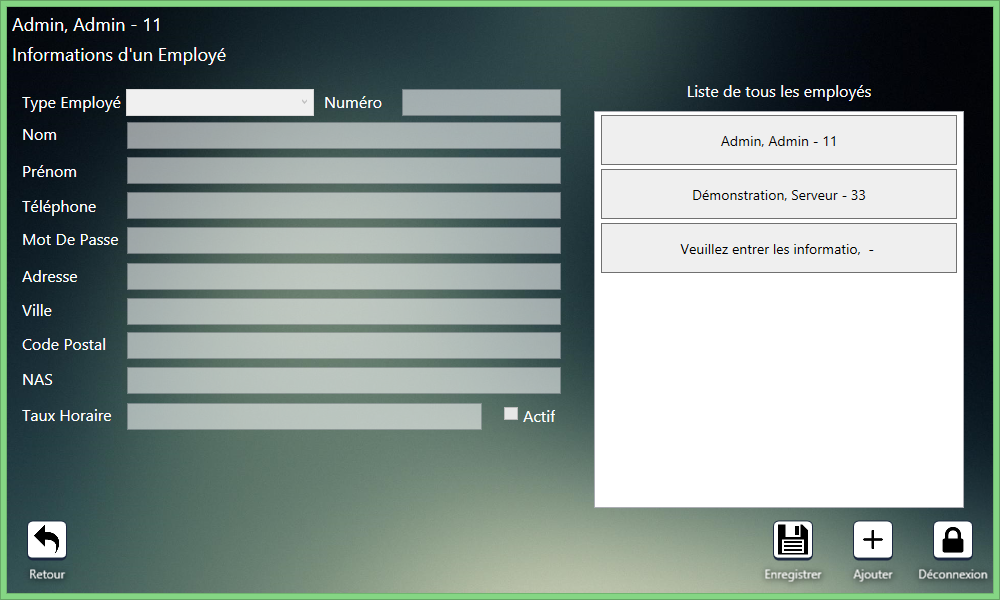 Admin, Admin - 11
Informations d'un Employé
Type Employé
Numéro
Nom
Prénom
Téléphone
Mot De Passe
Adresse
Ville
Code Postal
NAS
Taux Horaire
Actif
Liste de tous les employés
Admin, Admin - 11
Démonstration, Serveur - 33
Veuillez entrer les informatio,  -
Retour
Enregistrer
Ajouter
Déconnexion